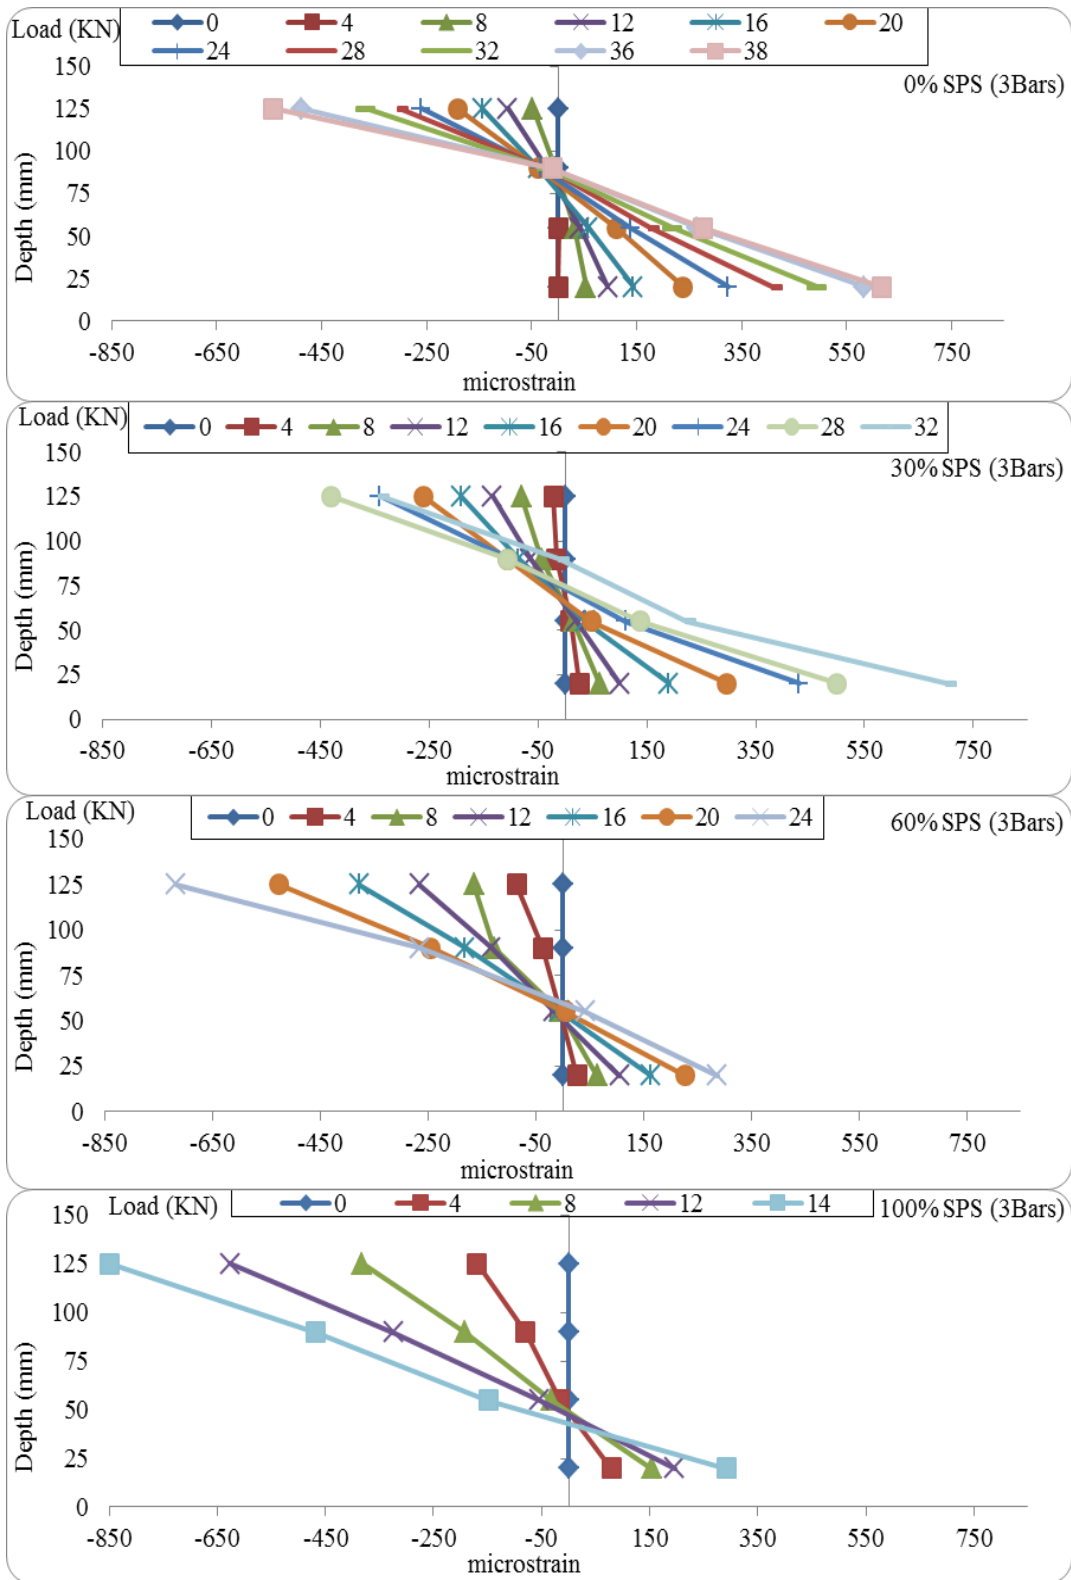 Load (KN) 0 4 8 12 16 20
24 28 32 36 38
0% SPS (3Bars)
150
125
100
75
50
25
0
Depth (mm)
-850 -650 -450 -250 -50 150 350 550 750
microstrain
Load (KN) 0 4 8 12 16 20 24 28 32
30% SPS (3Bars)
150
125
100
75
50
25
0
Depth (mm)
-850 -650 -450 -250 -50 150 350 550 750
microstrain
Load (KN) 0 4 8 12 16 20 24
60% SPS (3Bars)
150
125
100
75
50
25
0
Depth (mm)
-850 -650 -450 -250 -50 150 350 550 750
microstrain
Load (KN) 0 4 8 12 14
100% SPS (3Bars)
150
125
100
75
50
25
0
Depth (mm)
-850 -650 -450 -250 -50 150 350 550 750
microstrain